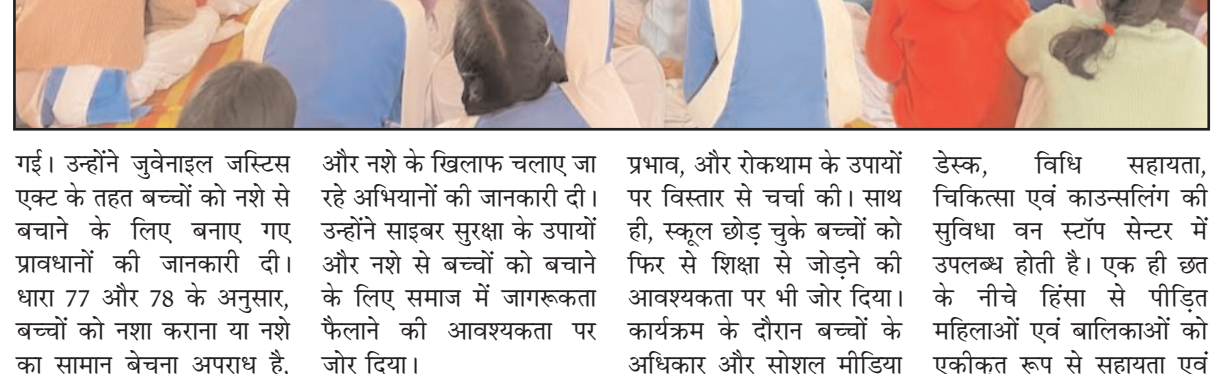 गई। उन्होंने जुवेनाइल जस्टिस
एक्ट के तहत बच्चों को नशे से
बचाने के लिए बनाए गए
प्रावधानों की जानकारी दी।
धारा 77 और 78 के अनुसार,
बच्चों को नशा कराना या नशे
का सामान बेचना अपराध है,
और नशे के खिलाफ चलाए जा
रहे अभियानों की जानकारी दी।
उन्होंने साइबर सुरक्षा के उपायों
और नशे से बच्चों को बचाने
के लिए समाज में जागरूकता
फैलाने की आवश्यकता पर
जोर दिया।
प्रभाव, और रोकथाम के उपायों
पर विस्तार से चर्चा की। साथ
ही, स्कूल छोड़ चुके बच्चों को
फिर से शिक्षा से जोड़ने की
आवश्यकता पर भी जोर दिया।
कार्यक्रम के दौरान बच्चों के
अधिकार और सोशल मीडिया
डेस्क, विधि सहायता,
चिकित्सा एवं काउन्सलिंग की
सुविधा वन स्टॉप सेन्टर में
उपलब्ध होती है। एक ही छत
के नीचे हिंसा से पीड़ित
महिलाओं एवं बालिकाओं को
एकीकृत रूप से सहायता एवं